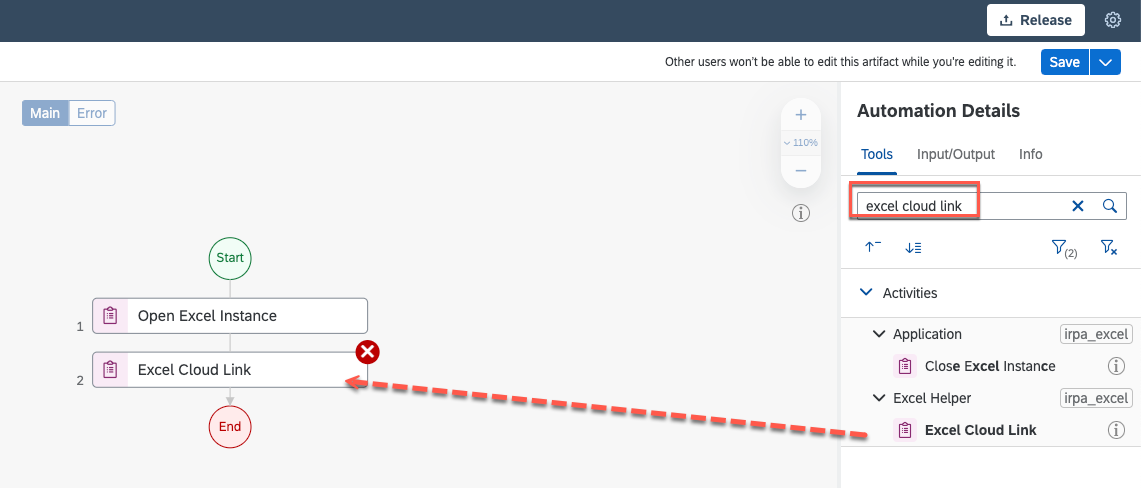 Release
Other users won't be able to edit this artifact while you're editing it.
Save
Main
Error
110%
Start
1
Open Excel Instance
2
Excel Cloud Link
End
Automation Details
Tools
Input/Output
Info
excel cloud link
(2)
Activities
Application
irpa_excel
Close Excel Instance
Excel Helper
irpa_excel
Excel Cloud Link